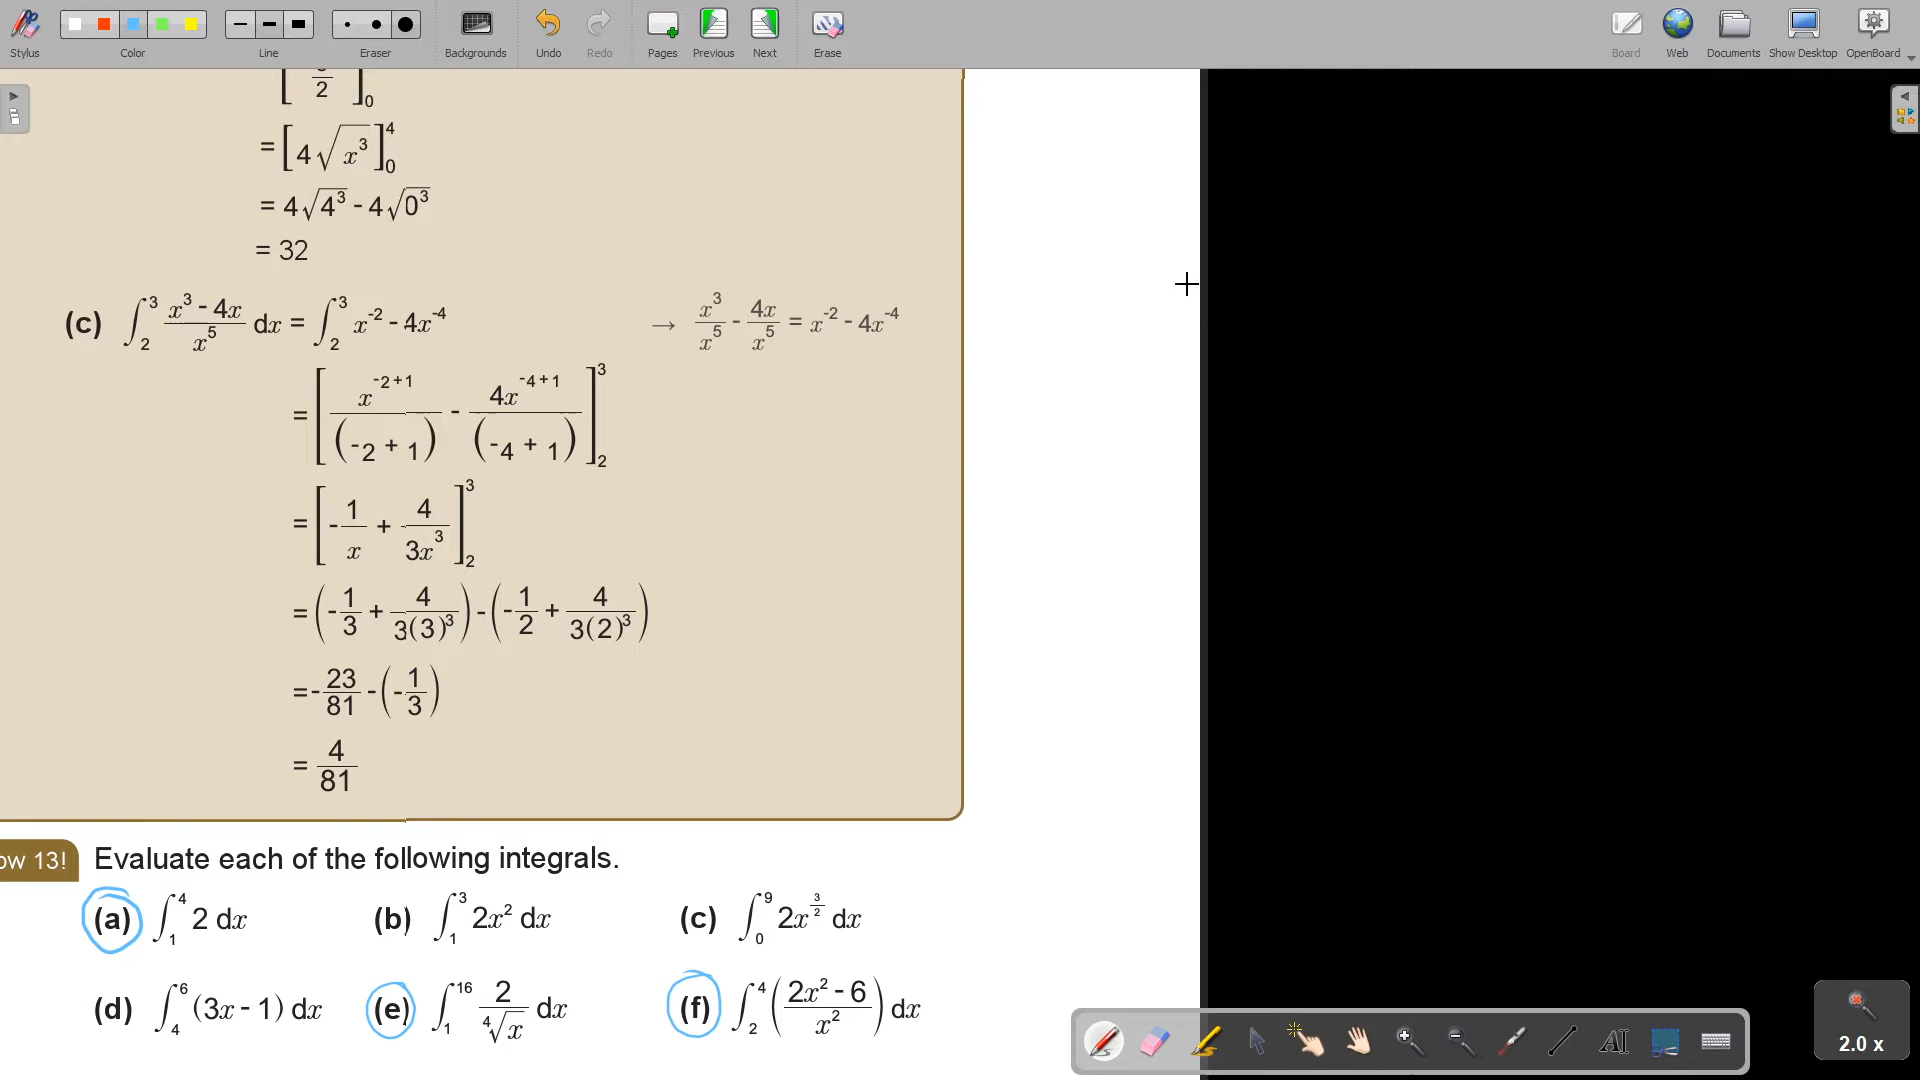 Stylus Color Line Eraser Backgrounds Undo Redo Pages Previous Next Erase Board Web Documents Show Desktop OpenBoard
2 ]₀
= [4√x³]₀⁴
= 4√4³ - 4√0³
= 32
(c) ∫₂³ (x³ - 4x)/x⁵ dx = ∫₂³ x⁻² - 4x⁻⁴ → x³/x⁵ - 4x/x⁵ = x⁻² - 4x⁻⁴
= [x⁻²⁺¹/(-2 + 1) - 4x⁻⁴⁺¹/(-4 + 1)]₂³
= [-1/x + 4/3x³]₂³
= (-1/3 + 4/3(3)³) - (-1/2 + 4/3(2)³)
= -23/81 - (-1/3)
= 4/81
ow 13! Evaluate each of the following integrals.
(a) ∫₁⁴ 2 dx (b) ∫₁³ 2x² dx (c) ∫₀⁹ 2x^(3/2) dx
(d) ∫₄⁶ (3x - 1) dx (e) ∫₁¹⁶ 2/⁴√x dx (f) ∫₂⁴ ((2x² - 6)/x²) dx
2.0 x